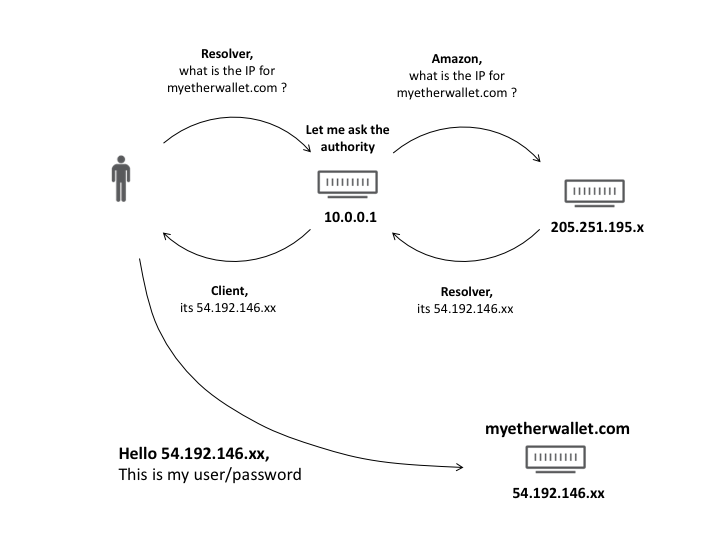 Resolver,
what is the IP for
myetherwallet.com ?
Amazon,
what is the IP for
myetherwallet.com ?
Let me ask the
authority
10.0.0.1
205.251.195.x
Client,
its 54.192.146.xx
Resolver,
its 54.192.146.xx
Hello 54.192.146.xx,
This is my user/password
myetherwallet.com
54.192.146.xx